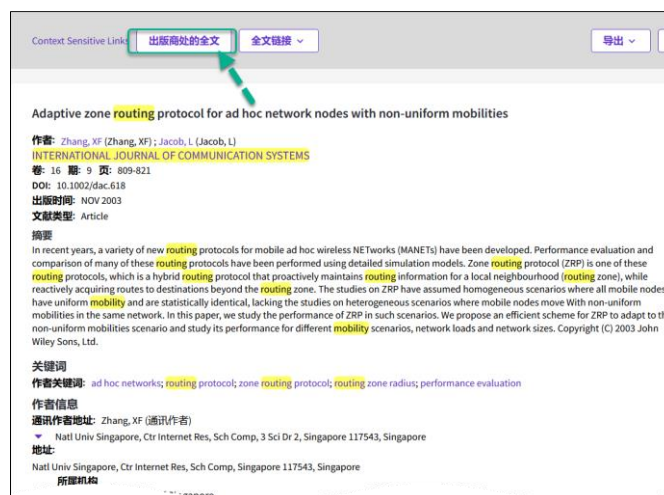 Context Sensitive Links 出版商处的全文 全文链接 导出
Adaptive zone routing protocol for ad hoc network nodes with non-uniform mobilities
作者: Zhang, XF (Zhang, XF) ; Jacob, L (Jacob, L)
INTERNATIONAL JOURNAL OF COMMUNICATION SYSTEMS
卷: 16 期: 9 页: 809-821
DOI: 10.1002/dac.618
出版时间: NOV 2003
文献类型: Article
摘要
In recent years, a variety of new routing protocols for mobile ad hoc wireless NETworks (MANETs) have been developed. Performance evaluation and
comparison of many of these routing protocols have been performed using detailed simulation models. Zone routing protocol (ZRP) is one of these
routing protocols, which is a hybrid routing protocol that proactively maintains routing information for a local neighbourhood (routing zone), while
reactively acquiring routes to destinations beyond the routing zone. The studies on ZRP have assumed homogeneous scenarios where all mobile nodes
have uniform mobility and are statistically identical, lacking the studies on heterogeneous scenarios where mobile nodes move With non-uniform
mobilities in the same network. In this paper, we study the performance of ZRP in such scenarios. We propose an efficient scheme for ZRP to adapt to th
non-uniform mobilities scenario and study its performance for different mobility scenarios, network loads and network sizes. Copyright (C) 2003 John
Wiley Sons, Ltd.
关键词
作者关键词: ad hoc networks; routing protocol; zone routing protocol; routing zone radius; performance evaluation
作者信息
通讯作者地址: Zhang, XF (通讯作者)
Natl Univ Singapore, Ctr Internet Res, Sch Comp, 3 Sci Dr 2, Singapore 117543, Singapore
地址:
Natl Univ Singapore, Ctr Internet Res, Sch Comp, Singapore 117543, Singapore
所属机构